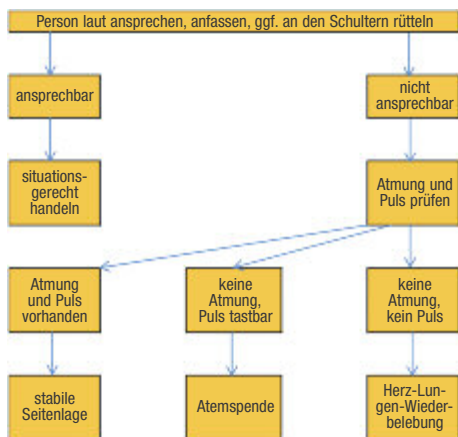 Person laut ansprechen, anfassen, ggf. an den Schultern rütteln
ansprechbar
nicht
ansprechbar
situations-
gerecht
handeln
Atmung und
Puls prüfen
Atmung
und Puls
vorhanden
keine
Atmung,
Puls tastbar
keine
Atmung,
kein Puls
stabile
Seitenlage
Atemspende
Herz-Lun-
gen-Wieder-
belebung